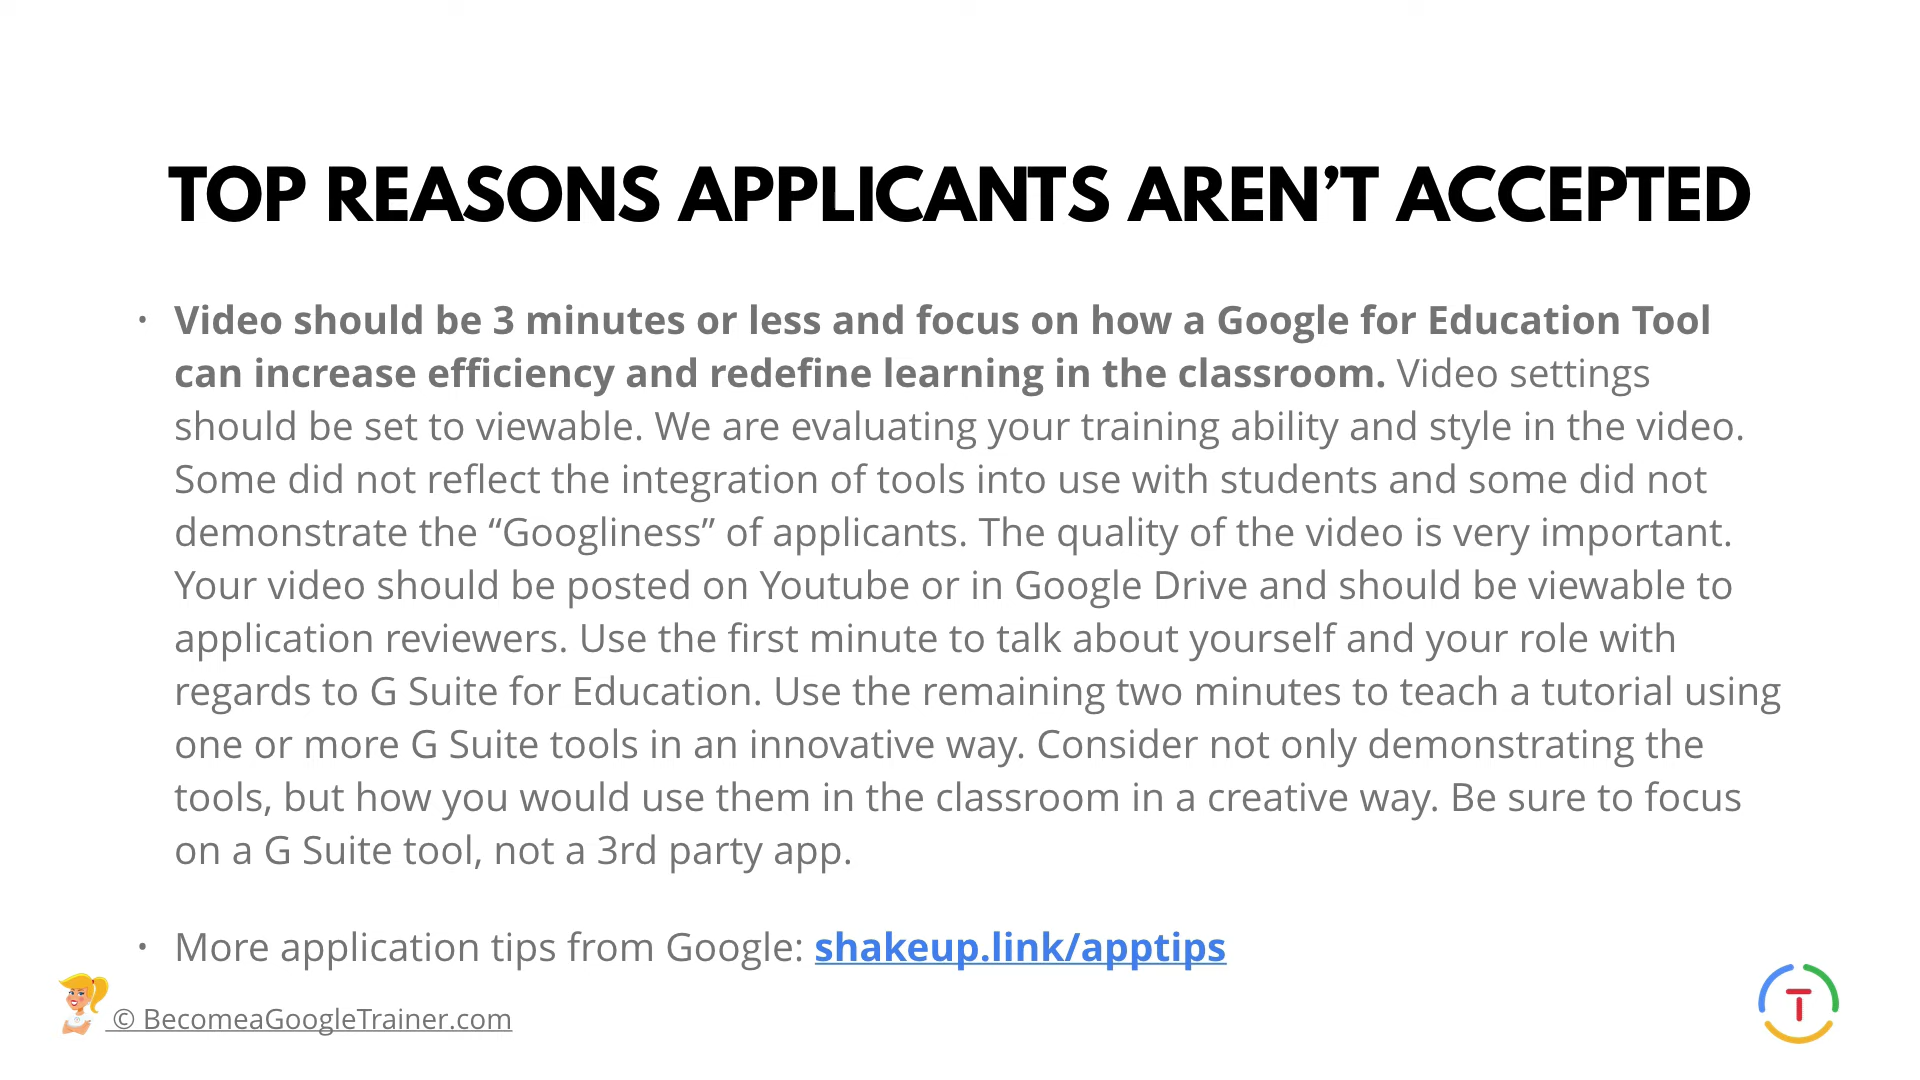 TOP REASONS APPLICANTS AREN’T ACCEPTED
• Video should be 3 minutes or less and focus on how a Google for Education Tool
can increase efficiency and redefine learning in the classroom. Video settings
should be set to viewable. We are evaluating your training ability and style in the video.
Some did not reflect the integration of tools into use with students and some did not
demonstrate the “Googliness” of applicants. The quality of the video is very important.
Your video should be posted on Youtube or in Google Drive and should be viewable to
application reviewers. Use the first minute to talk about yourself and your role with
regards to G Suite for Education. Use the remaining two minutes to teach a tutorial using
one or more G Suite tools in an innovative way. Consider not only demonstrating the
tools, but how you would use them in the classroom in a creative way. Be sure to focus
on a G Suite tool, not a 3rd party app.
• More application tips from Google: shakeup.link/apptips
© BecomeaGoogleTrainer.com
T